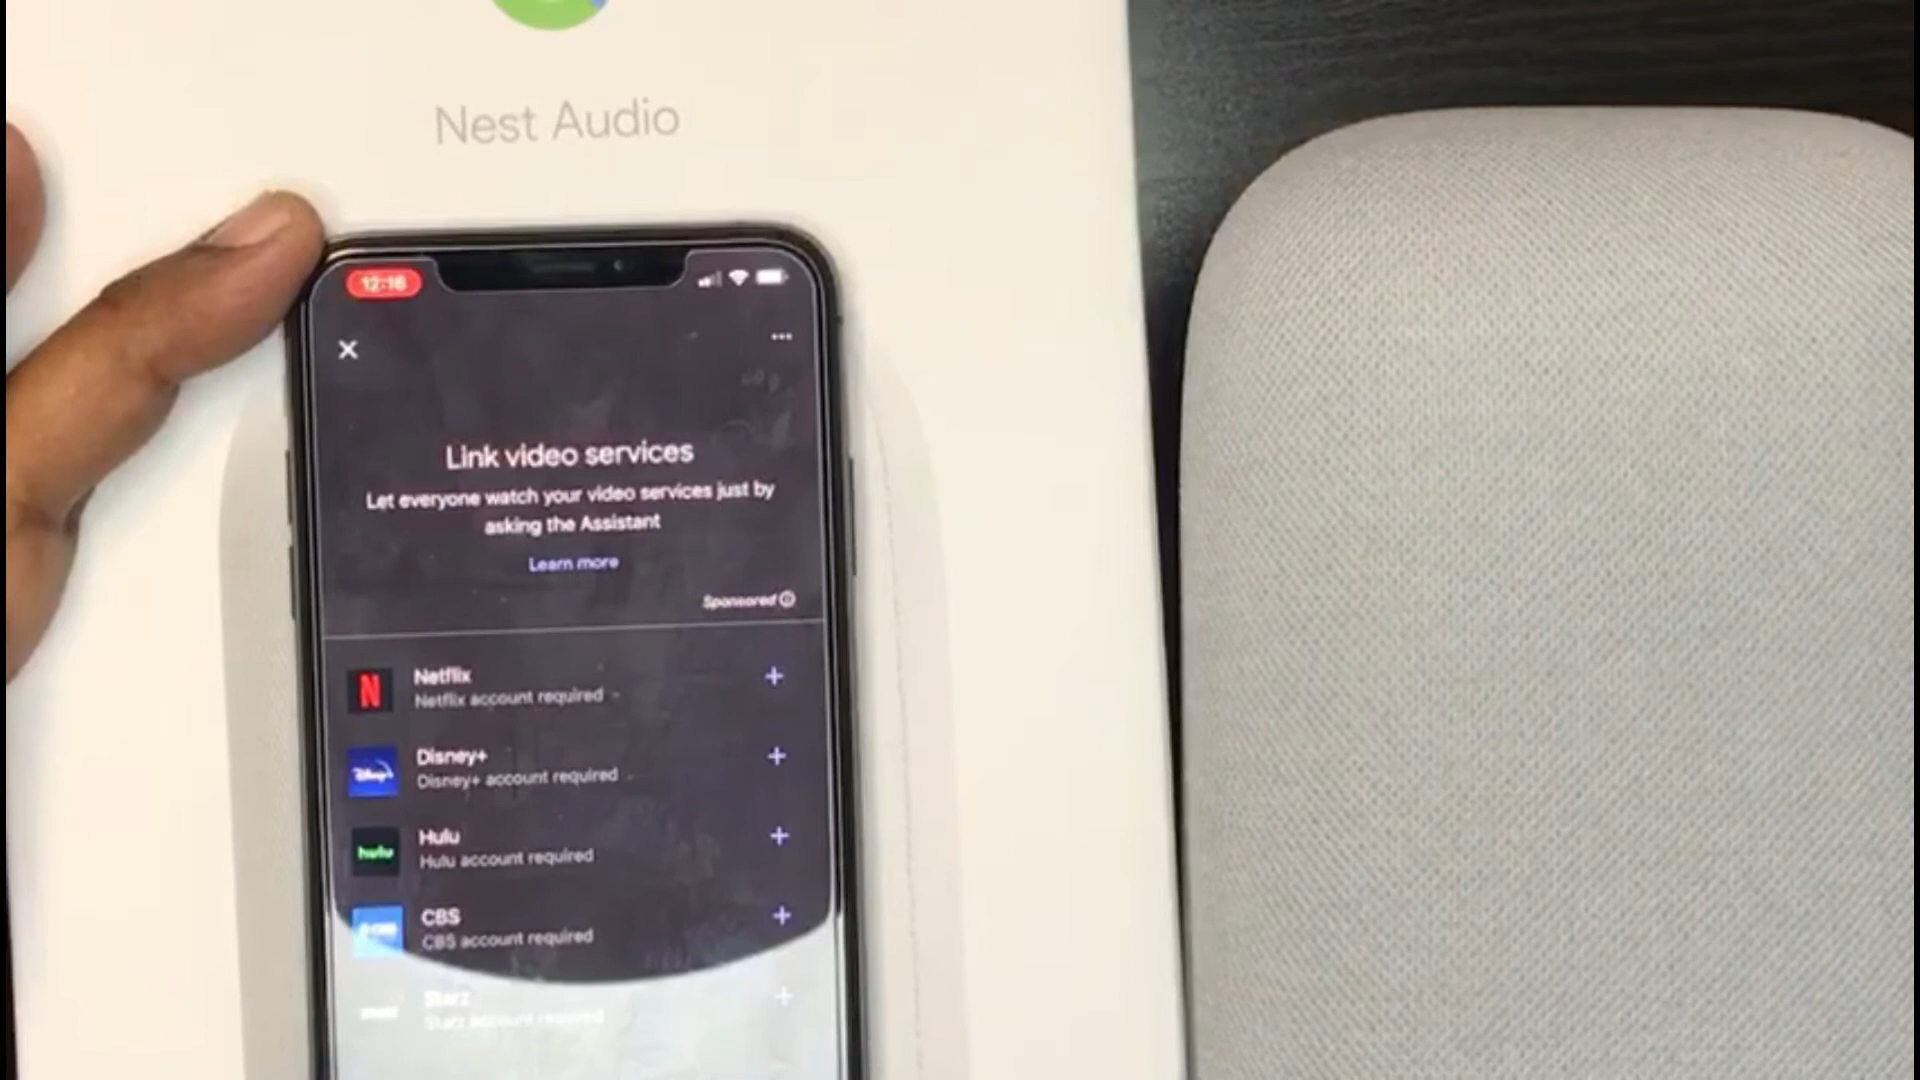 Nest Audio
12:16
Link video services
Let everyone watch your video services just by
asking the Assistant
Learn more
Sponsored
Netflix
Netflix account required
Disney+
Disney+ account required
hulu
Hulu
Hulu account required
CBS
CBS account required
Starz
Starz account required